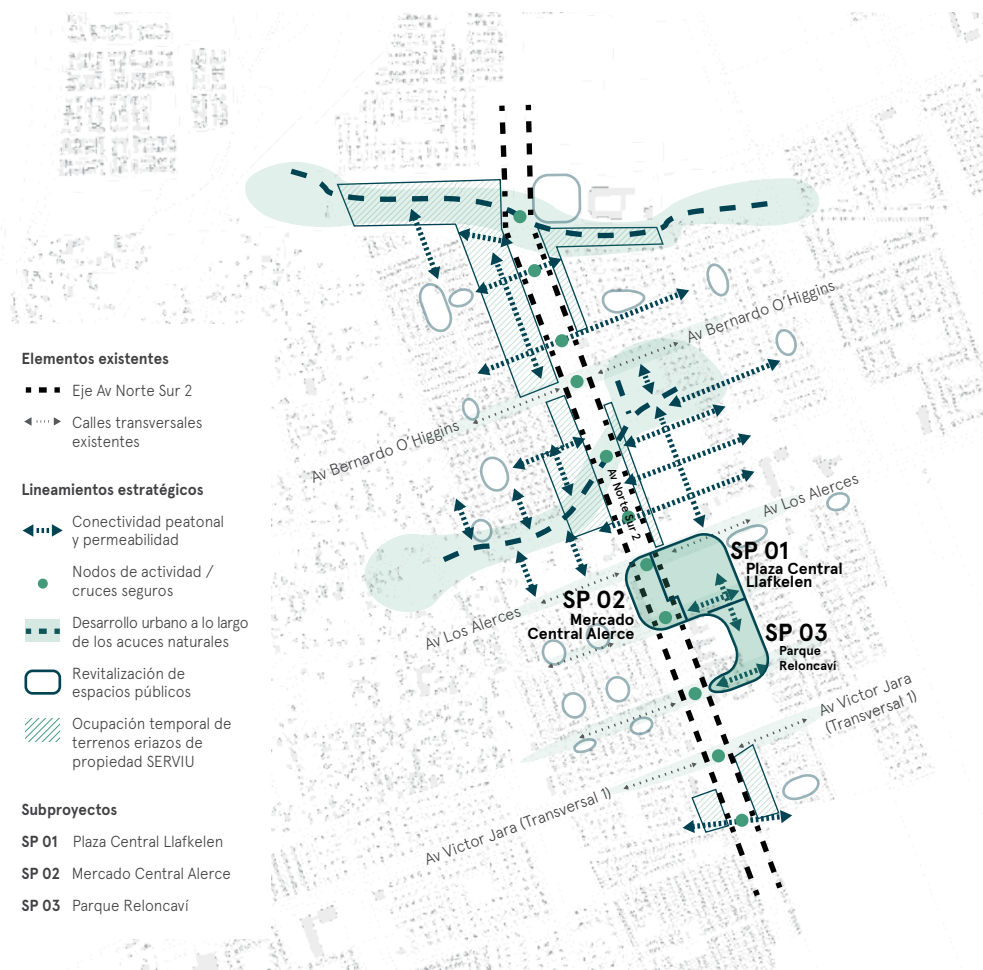 Elementos existentes
Eje Av Norte Sur 2
Calles transversales
existentes
Lineamientos estratégicos
Conectividad peatonal
y permeabilidad
Nodos de actividad /
cruces seguros
Desarrollo urbano a lo largo
de los acuces naturales
Revitalización de
espacios públicos
Ocupación temporal de
terrenos eriazos de
propiedad SERVIU
Subproyectos
SP 01 Plaza Central Llafkelen
SP 02 Mercado Central Alerce
SP 03 Parque Reloncaví
Av Bernardo O'Higgins
Av Bernardo O'Higgins
Av Norte Sur 2
Av Los Alerces
SP 01
Plaza Central
Llafkelen
SP 02
Mercado
Central Alerce
Av Los Alerces
SP 03
Parque
Reloncaví
Av Victor Jara
(Transversal 1)
Av Victor Jara (Transversal 1)